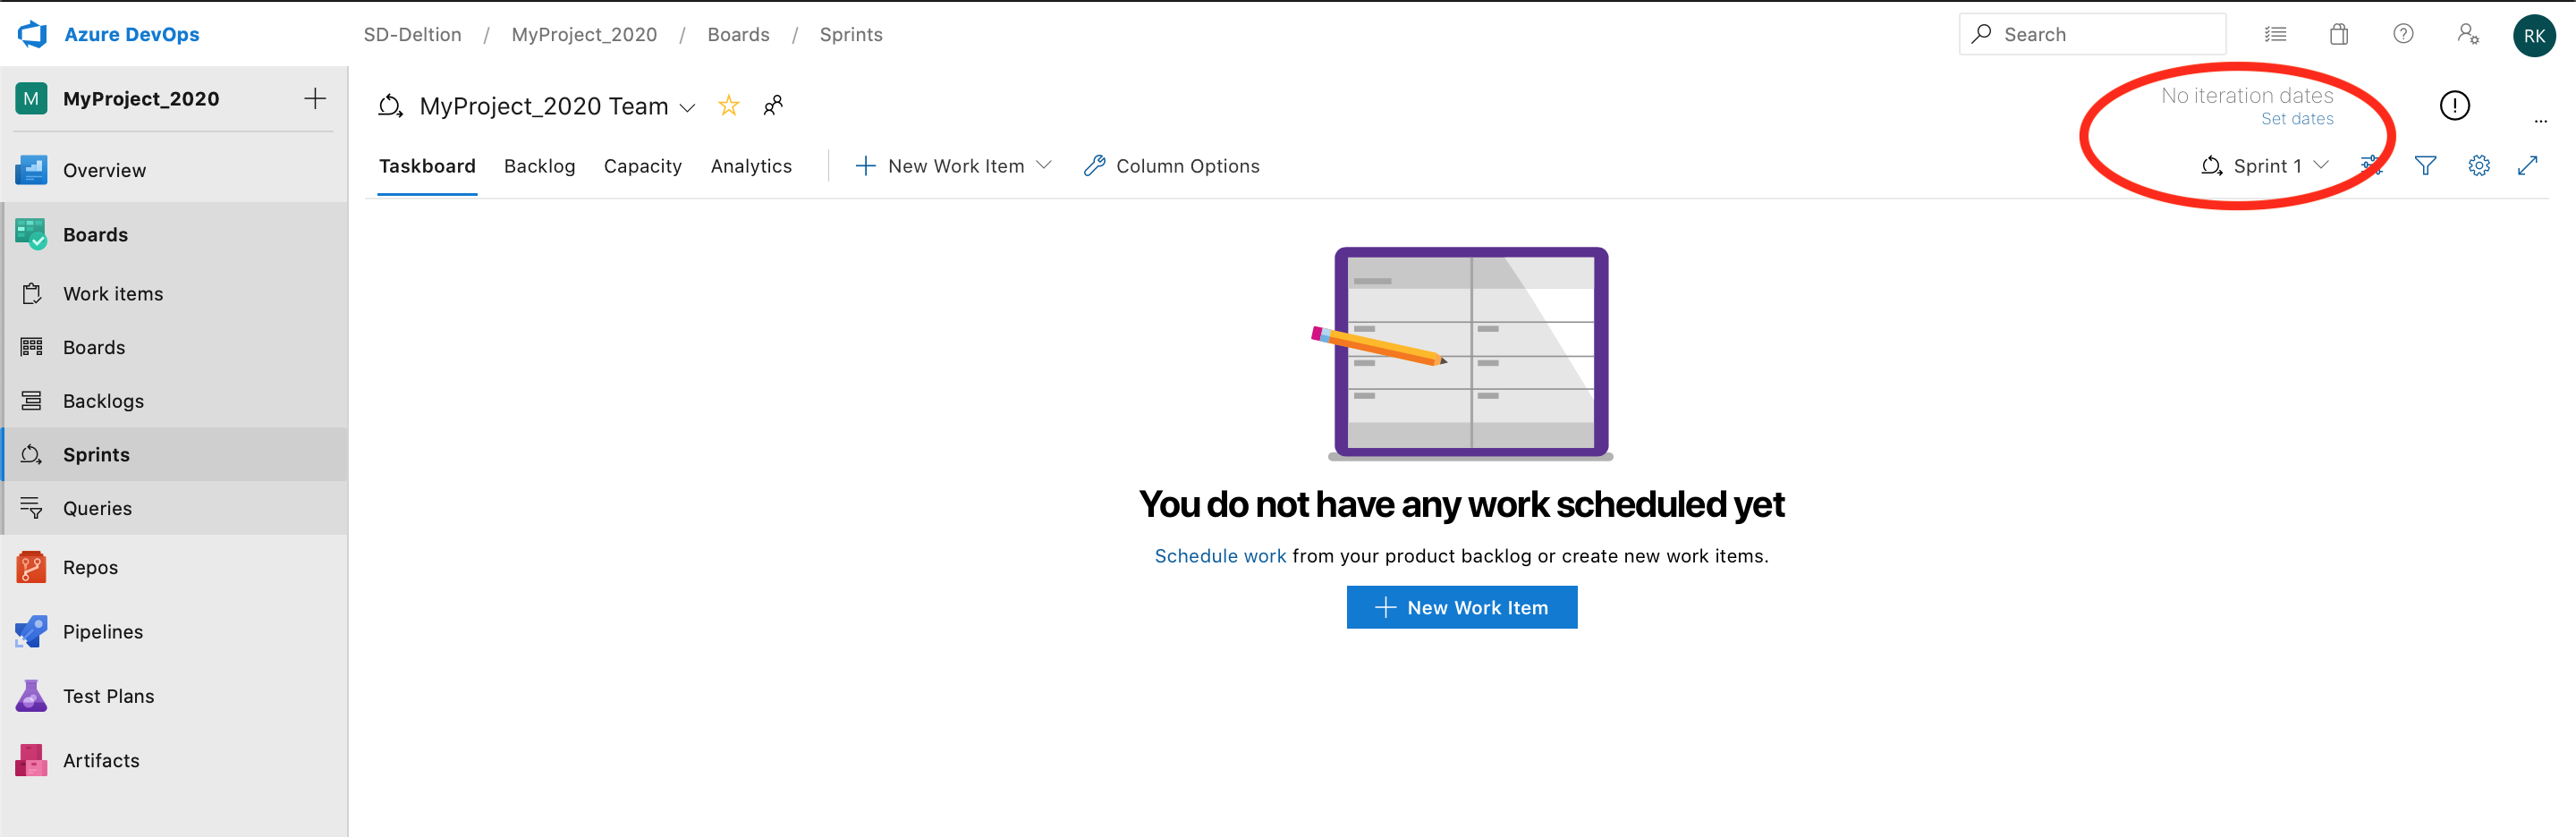 Azure DevOps
SD-Deltion / MyProject_2020 / Boards / Sprints
Search
RK
M MyProject_2020
Overview
Boards
Work items
Boards
Backlogs
Sprints
Queries
Repos
Pipelines
Test Plans
Artifacts
MyProject_2020 Team
No iteration dates
Set dates
Taskboard Backlog Capacity Analytics New Work Item Column Options
Sprint 1
You do not have any work scheduled yet
Schedule work from your product backlog or create new work items.
New Work Item